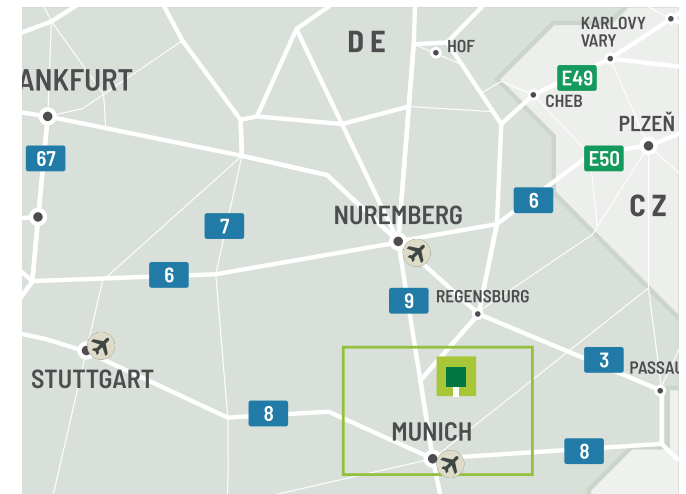 KARLOVY
VARY
DE
HOF
ANKFURT
E49
CHEB
PLZEŇ
67
E50
6
CZ
NUREMBERG
7
6
9
REGENSBURG
3
PASSAU
STUTTGART
8
MUNICH
8